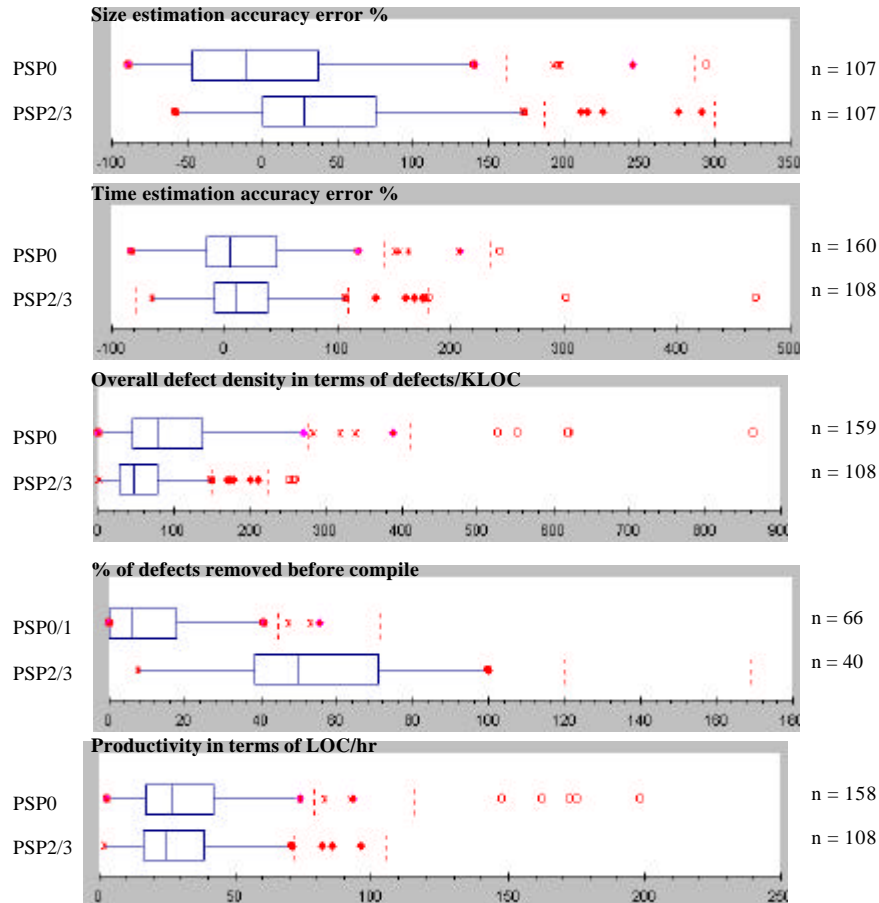 Size estimation accuracy error %
PSP0 n = 107
PSP2/3 n = 107
-100 -50 0 50 100 150 200 250 300 350
Time estimation accuracy error %
PSP0 n = 160
PSP2/3 n = 108
-100 0 100 200 300 400 500
Overall defect density in terms of defects/KLOC
PSP0 n = 159
PSP2/3 n = 108
0 100 200 300 400 500 600 700 800 900
% of defects removed before compile
PSP0/1 n = 66
PSP2/3 n = 40
0 20 40 60 80 100 120 140 160 180
Productivity in terms of LOC/hr
PSP0 n = 158
PSP2/3 n = 108
0 50 100 150 200 250